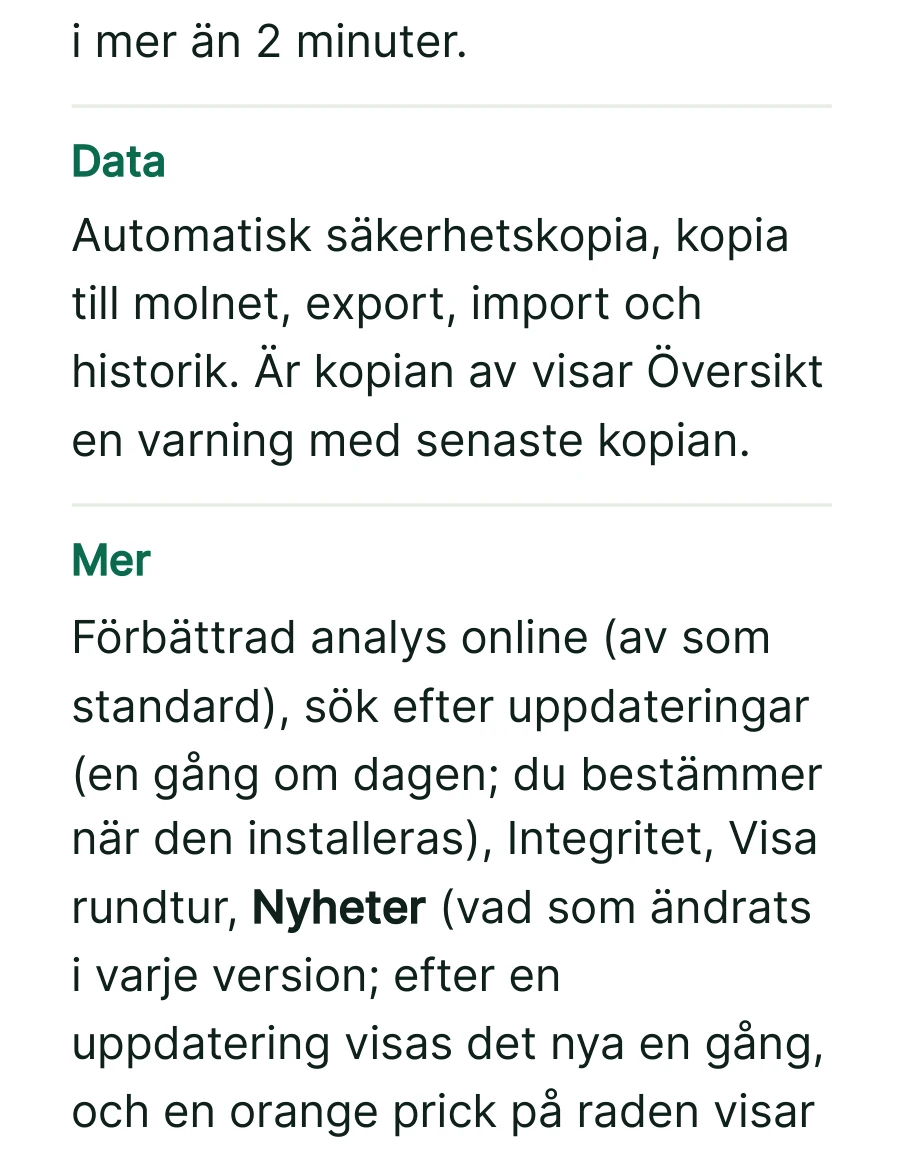 i mer än 2 minuter.
Data
Automatisk säkerhetskopia, kopia
till molnet, export, import och
historik. Är kopian av visar Översikt
en varning med senaste kopian.
Mer
Förbättrad analys online (av som
standard), sök efter uppdateringar
(en gång om dagen; du bestämmer
när den installeras), Integritet, Visa
rundtur, Nyheter (vad som ändrats
i varje version; efter en
uppdatering visas det nya en gång,
och en orange prick på raden visar